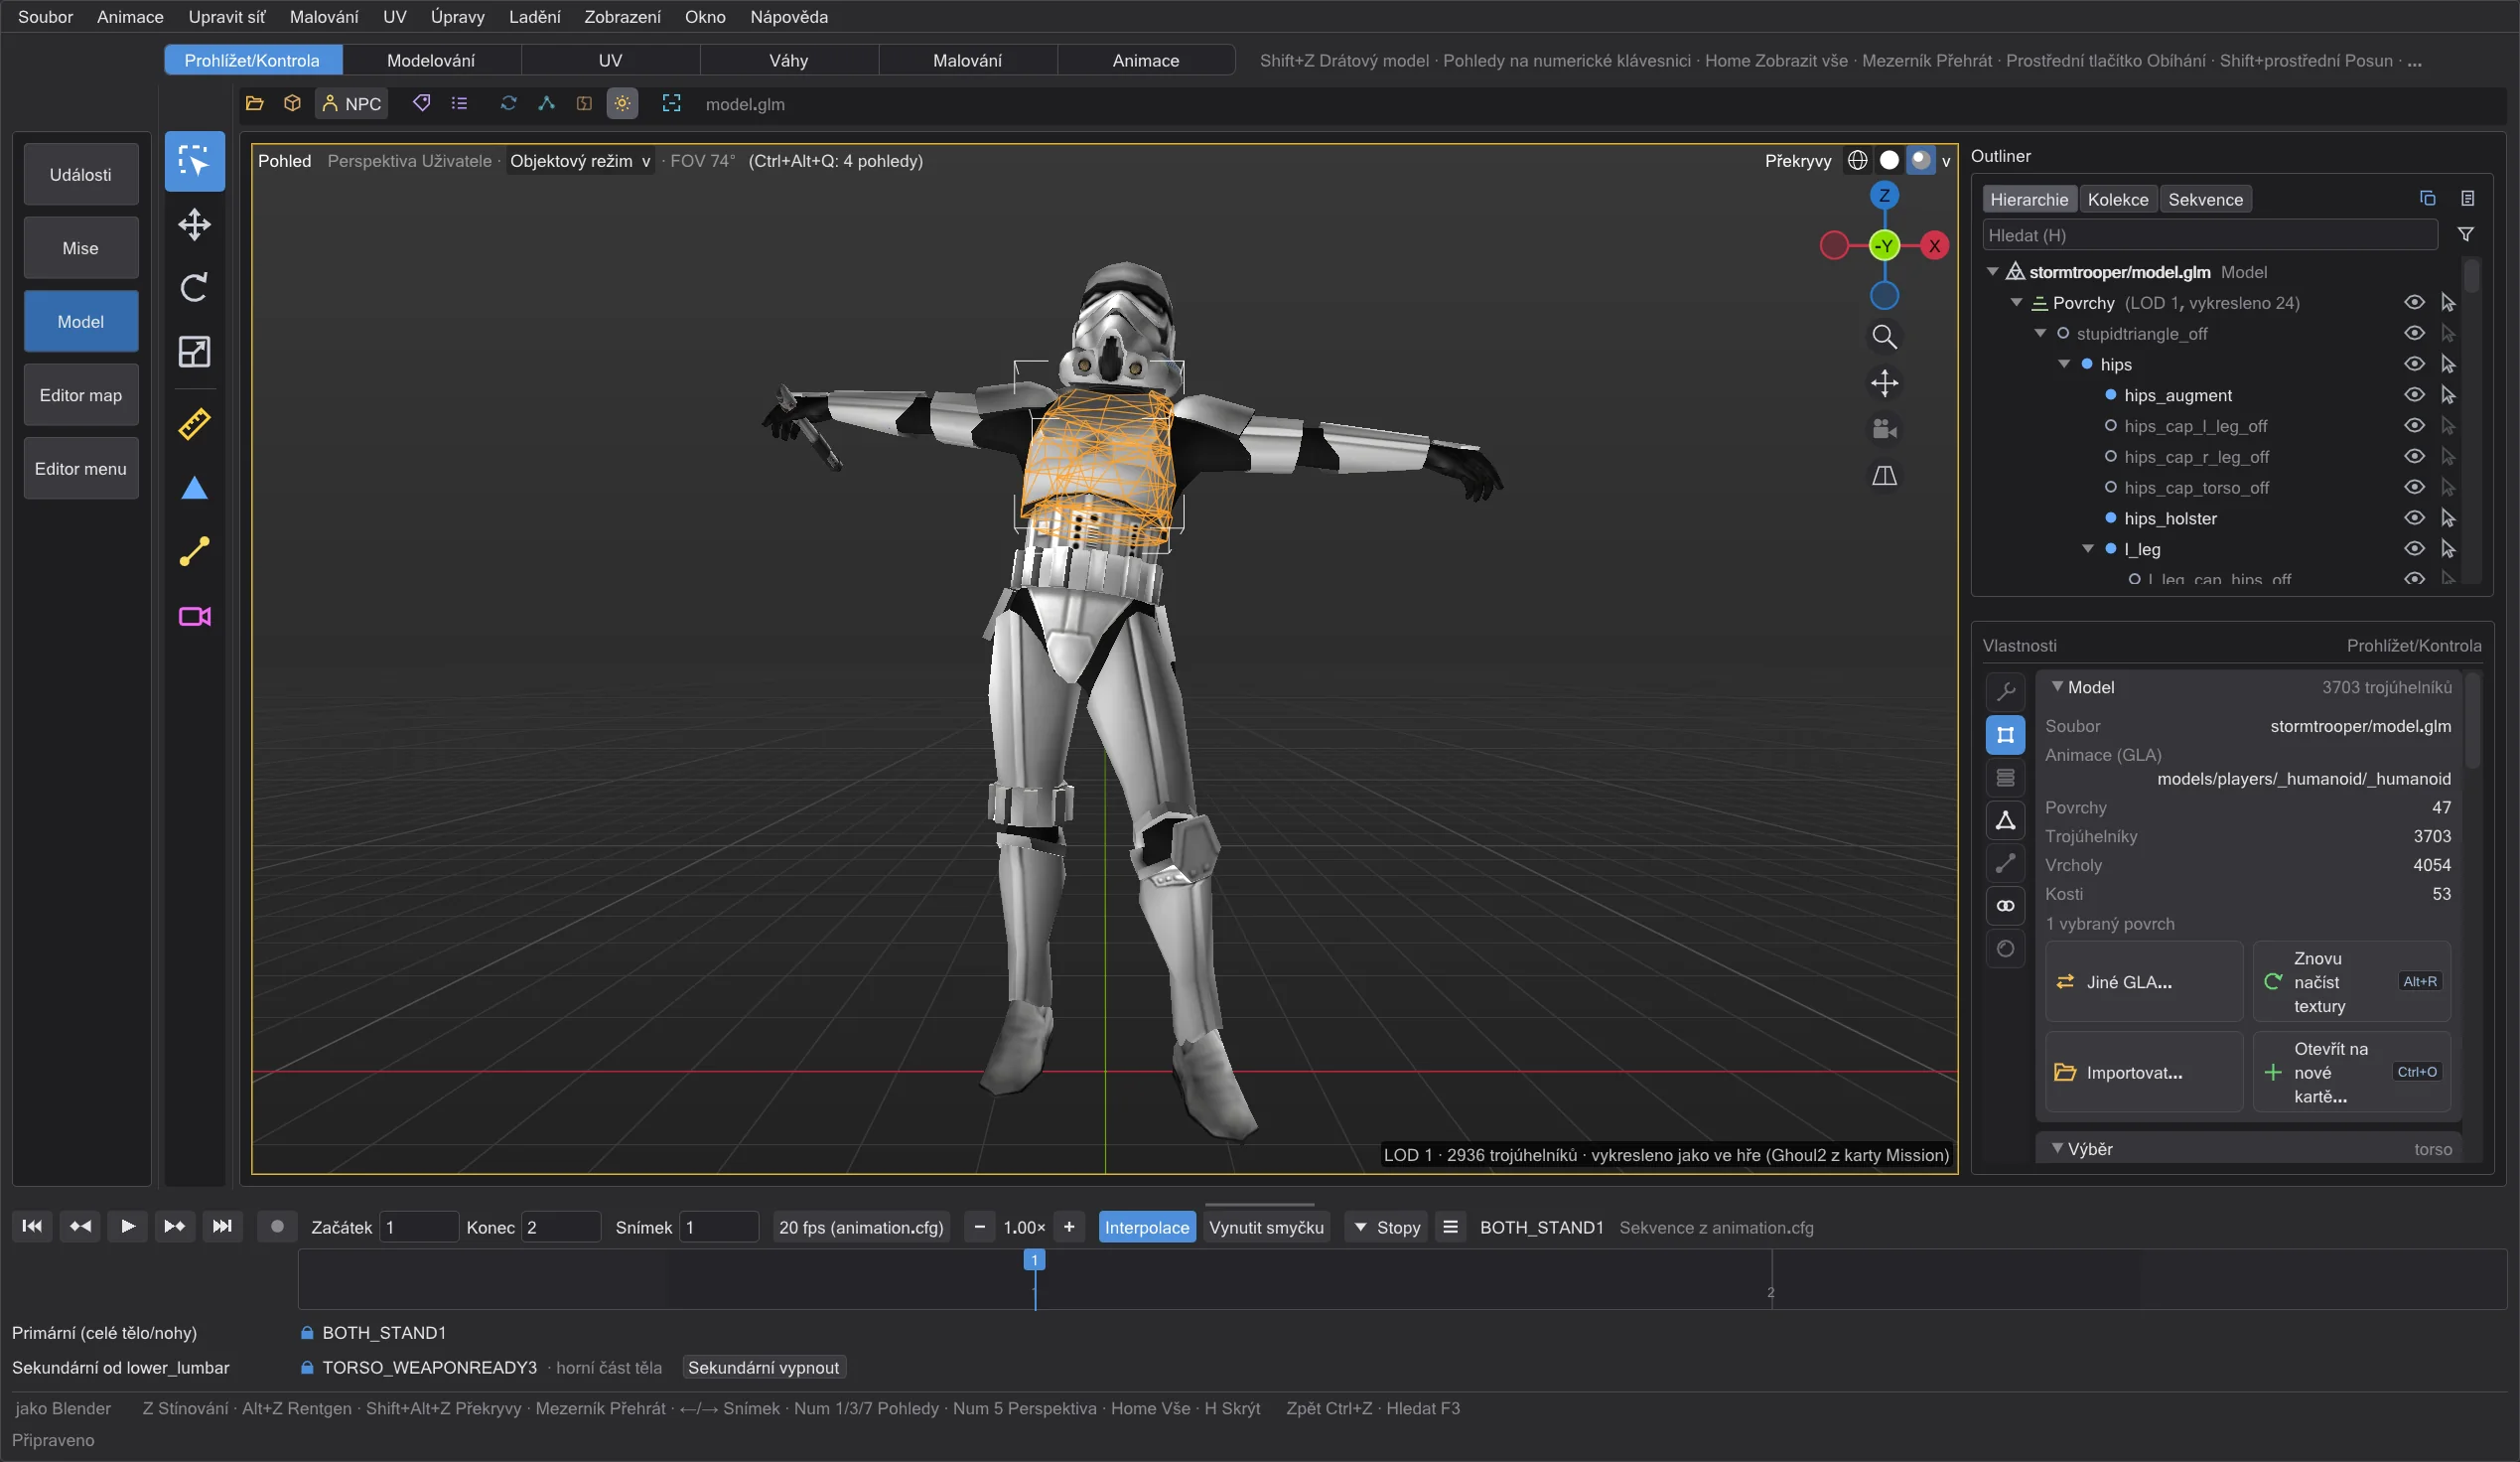 Soubor Animace Upravit síť Malování UV Úpravy Ladění Zobrazení Okno Nápověda
Prohlížet/Kontrola Modelování UV Váhy Malování Animace Shift+Z Drátový model · Pohledy na numerické klávesnici · Home Zobrazit vše · Mezerník Přehrát · Prostřední tlačítko Obíhání · Shift+prostřední Posun · ...
NPC model.glm
Události
Mise
Model
Editor map
Editor menu
Pohled Perspektiva Uživatele · Objektový režim v · FOV 74° (Ctrl+Alt+Q: 4 pohledy)
Překryvy v
Z
-Y
X
LOD 1 · 2936 trojúhelníků · vykresleno jako ve hře (Ghoul2 z karty Mission)
Outliner
Hierarchie Kolekce Sekvence
Hledat (H)
stormtrooper/model.glm Model
Povrchy (LOD 1, vykresleno 24)
stupidtriangle_off
hips
hips_augment
hips_cap_l_leg_off
hips_cap_r_leg_off
hips_cap_torso_off
hips_holster
l_leg
l_leg_cap_hips_off
Vlastnosti Prohlížet/Kontrola
Model 3703 trojúhelníků
Soubor stormtrooper/model.glm
Animace (GLA)
models/players/_humanoid/_humanoid
Povrchy 47
Trojúhelníky 3703
Vrcholy 4054
Kosti 53
1 vybraný povrch
Jiné GLA...
Znovu načíst textury Alt+R
Importovat...
Otevřít na nové kartě... Ctrl+O
Výběr torso
Začátek 1 Konec 2 Snímek 1 20 fps (animation.cfg) − 1.00× + Interpolace Vynutit smyčku Stopy BOTH_STAND1 Sekvence z animation.cfg
1
2
Primární (celé tělo/nohy) BOTH_STAND1
Sekundární od lower_lumbar TORSO_WEAPONREADY3 · horní část těla Sekundární vypnout
jako Blender Z Stínování · Alt+Z Rentgen · Shift+Alt+Z Překryvy · Mezerník Přehrát · ←/→ Snímek · Num 1/3/7 Pohledy · Num 5 Perspektiva · Home Vše · H Skrýt Zpět Ctrl+Z · Hledat F3
Připraveno